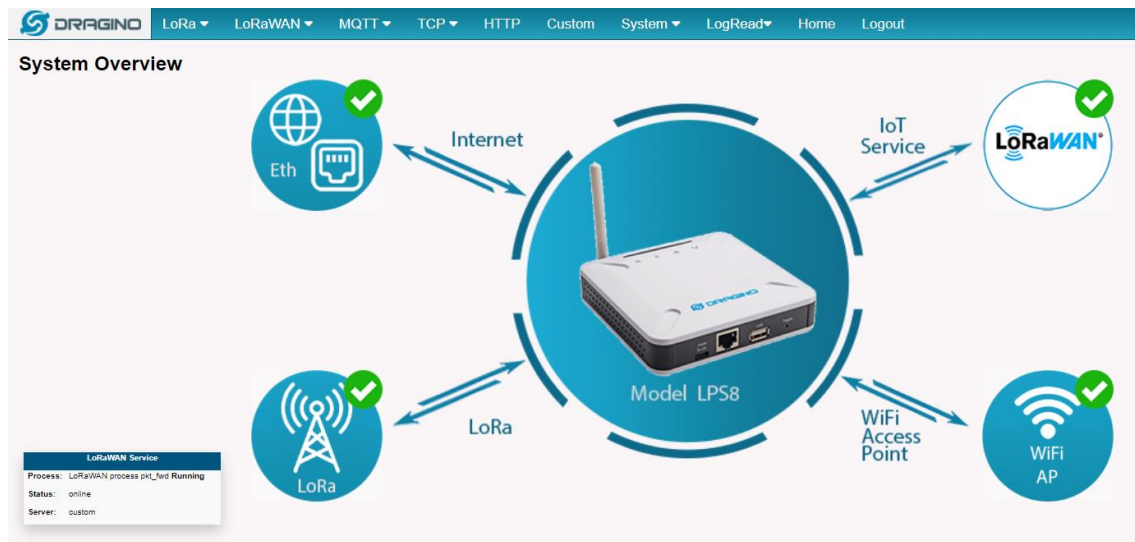 DRAGINO LoRa LoRaWAN MQTT TCP HTTP Custom System LogRead Home Logout
System Overview
Eth
Internet
IoT
Service
LoRaWAN®
DRAGINO
Model LPS8
LoRa
LoRa
WiFi
Access
Point
WiFi
AP
LoRaWAN Service
Process: LoRaWAN process pkt_fwd Running
Status: online
Server: custom